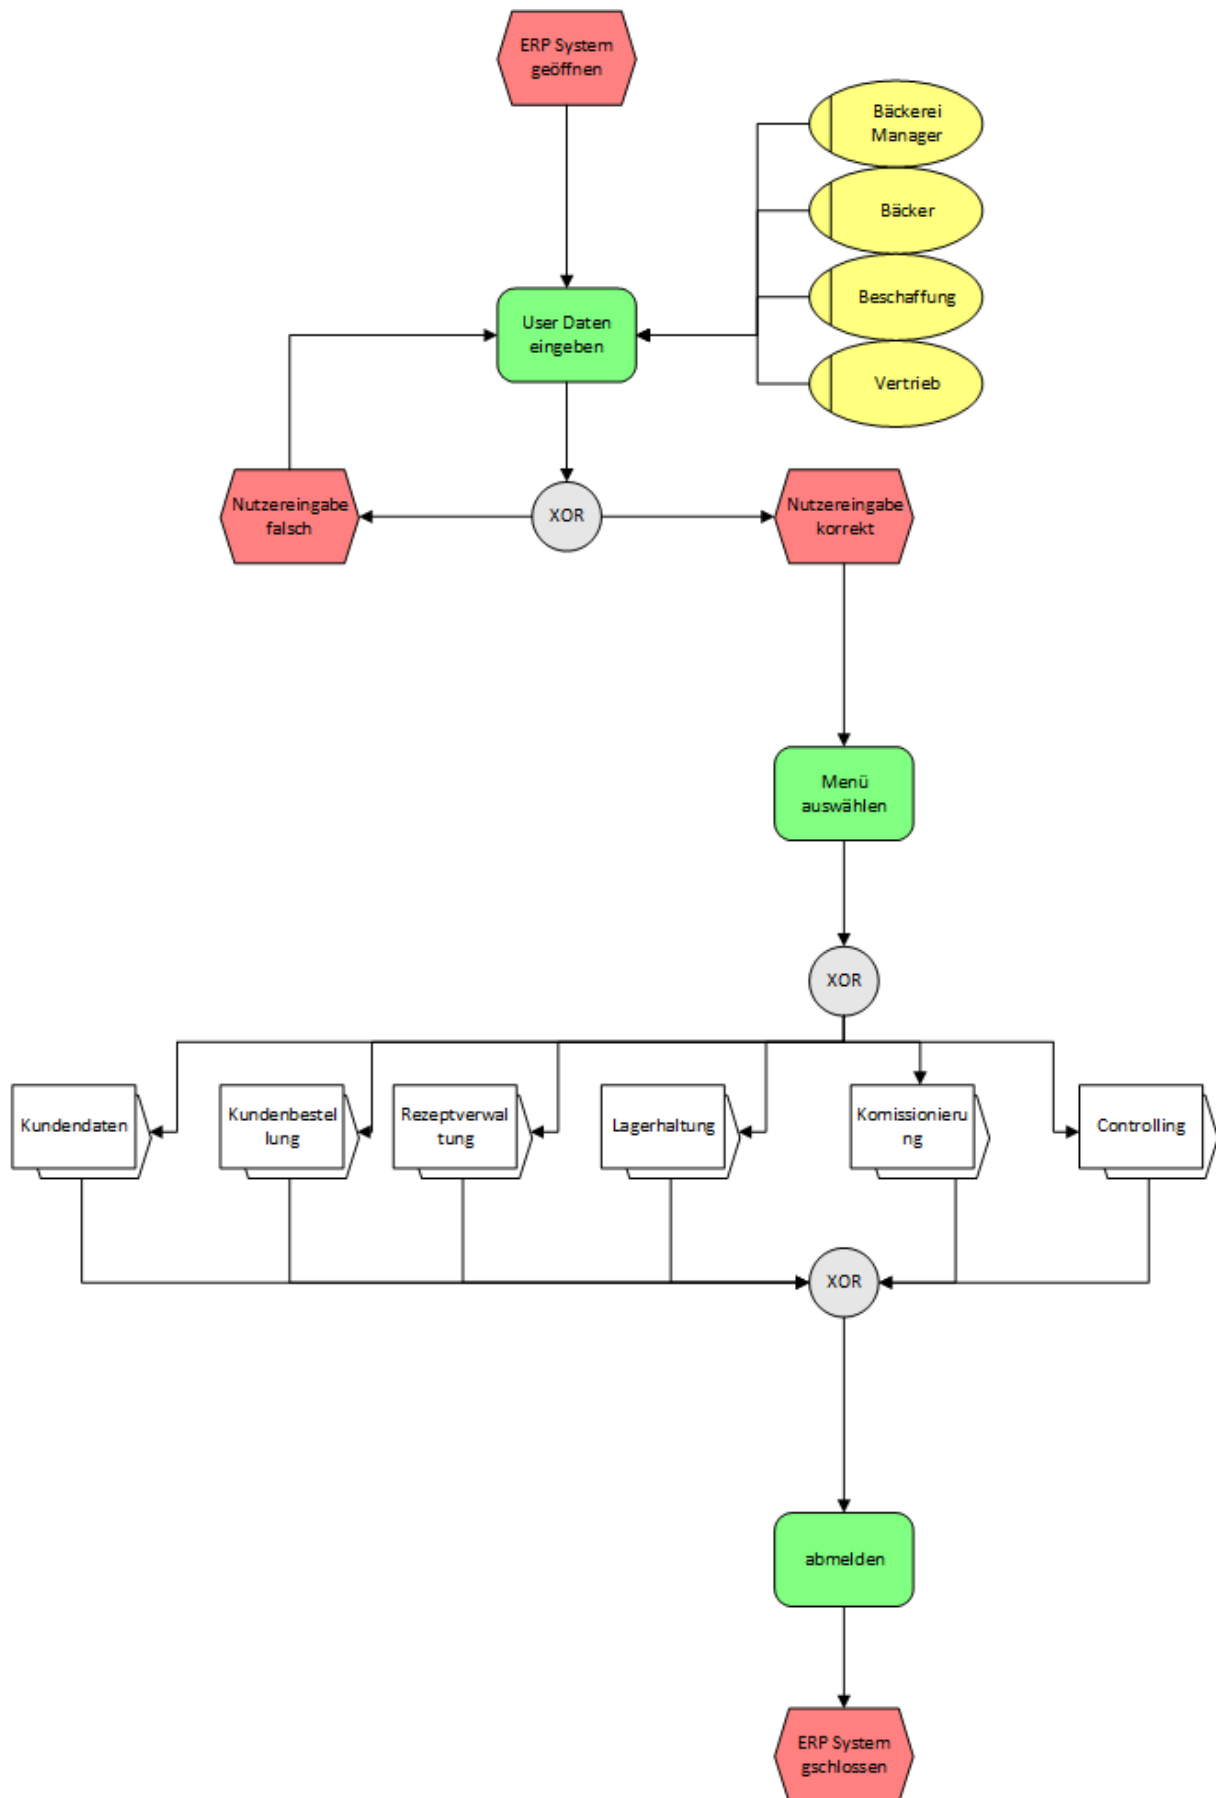 ERP System
geöffnen
Bäckerei
Manager
Bäcker
Beschaffung
Vertrieb
User Daten
eingeben
Nutzereingabe
falsch
XOR
Nutzereingabe
korrekt
Menü
auswählen
XOR
Kundendaten
Kundenbestel
lung
Rezeptverwal
tung
Lagerhaltung
Komissionieru
ng
Controlling
XOR
abmelden
ERP System
gschlossen